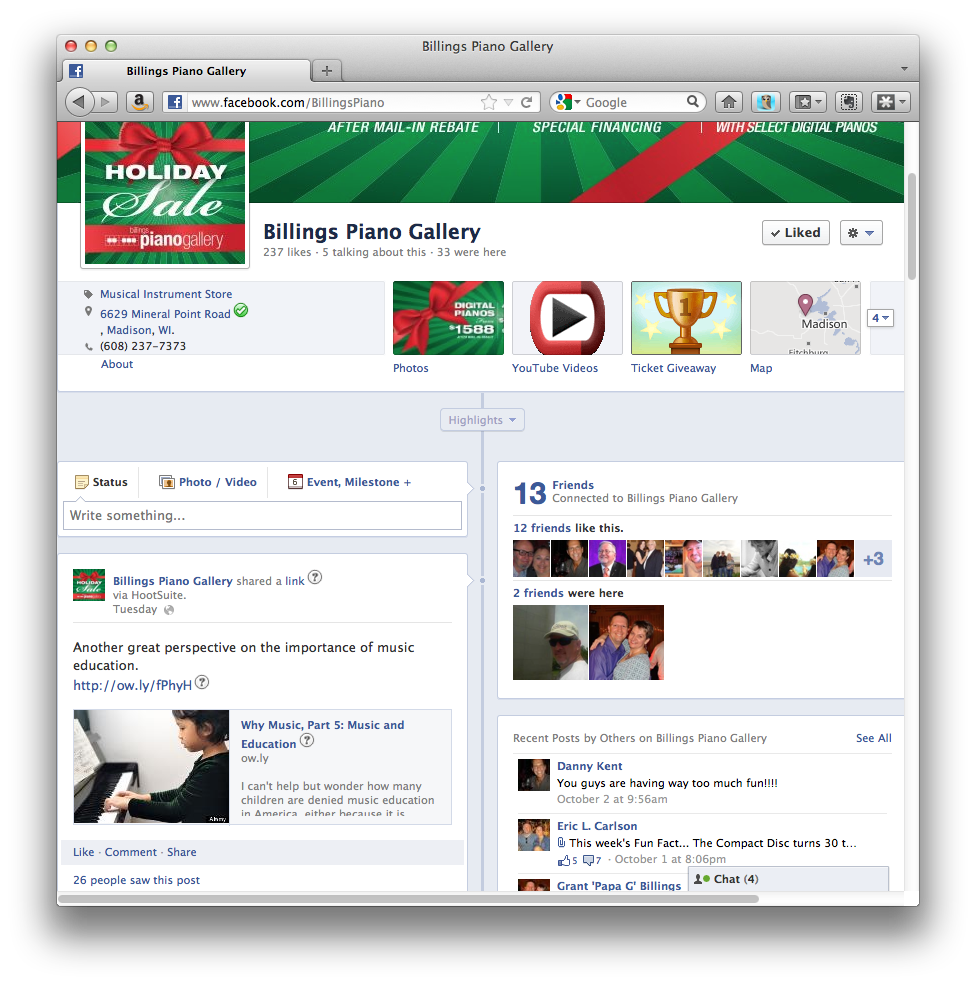 Billings Piano Gallery
Billings Piano Gallery
www.facebook.com/BillingsPiano
Google
AFTER MAIL-IN REBATE | SPECIAL FINANCING | WITH SELECT DIGITAL PIANOS
HOLIDAY
Sale
billings
pianogallery
Billings Piano Gallery
237 likes · 5 talking about this · 33 were here
Liked
Musical Instrument Store
6629 Mineral Point Road
, Madison, WI.
(608) 237-7373
About
DIGITAL
PIANOS
From
$1588
AFTER MAIL-IN REBATE
Photos
YouTube Videos
1
Ticket Giveaway
Madison
Fitchburg
Map
4
Highlights
Status
Photo / Video
6
Event, Milestone +
Write something...
Billings Piano Gallery shared a link
via HootSuite.
Tuesday
Another great perspective on the importance of music
education.
http://ow.ly/fPhyH
Why Music, Part 5: Music and
Education
ow.ly
I can't help but wonder how many
children are denied music education
in America, either because it is
Alamy
Like · Comment · Share
26 people saw this post
13 Friends
Connected to Billings Piano Gallery
12 friends like this.
+3
2 friends were here
Recent Posts by Others on Billings Piano Gallery
See All
Danny Kent
You guys are having way too much fun!!!!
October 2 at 9:56am
Eric L. Carlson
This week's Fun Fact... The Compact Disc turns 30 t...
5 7 · October 1 at 8:06pm
Grant 'Papa G' Billings
Chat (4)